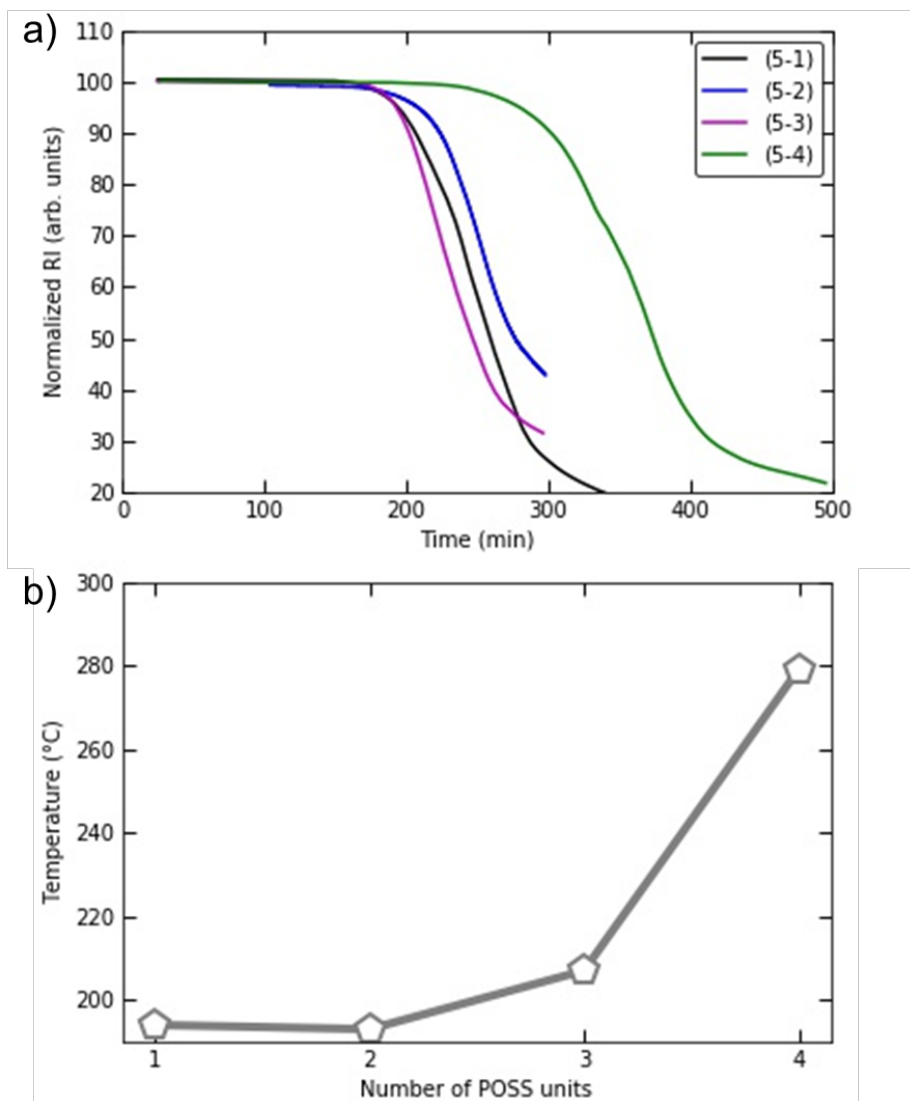 a)
110
100
90
80
70
60
50
40
30
20
Normalized RI (arb. units)
(5-1)
(5-2)
(5-3)
(5-4)
0 100 200 300 400 500
Time (min)
b)
300
280
260
240
220
200
Temperature (°C)
1 2 3 4
Number of POSS units